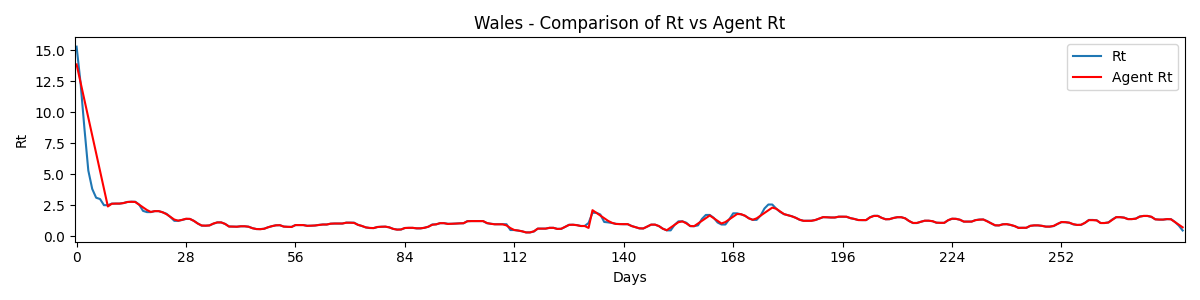 Wales - Comparison of Rt vs Agent Rt
Rt
Agent Rt
15.0
12.5
10.0
7.5
5.0
2.5
0.0
Rt
0 28 56 84 112 140 168 196 224 252
Days